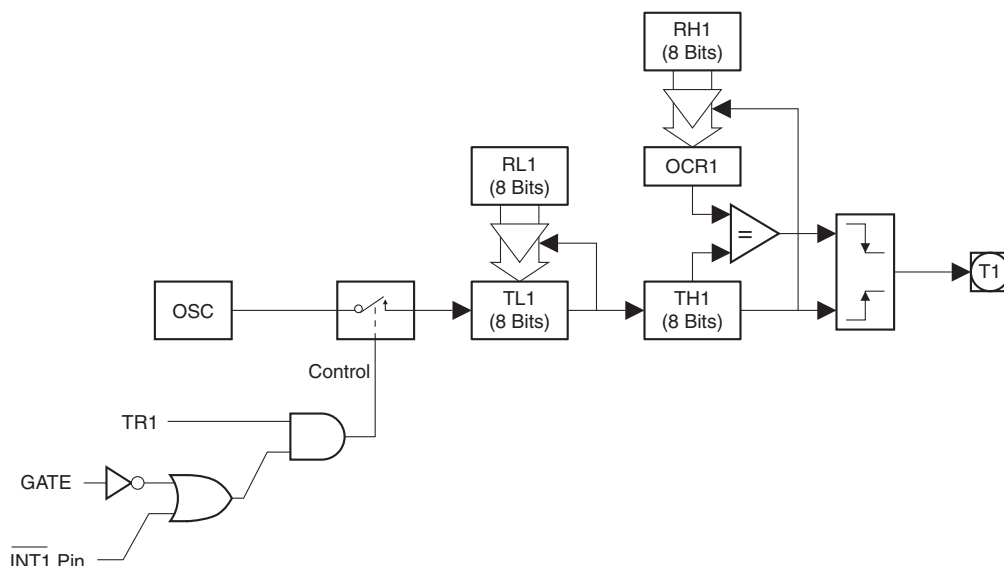 RH1
(8 Bits)
RL1
(8 Bits)
OCR1
=
OSC
TL1
(8 Bits)
TH1
(8 Bits)
T1
Control
TR1
GATE
INT1 Pin